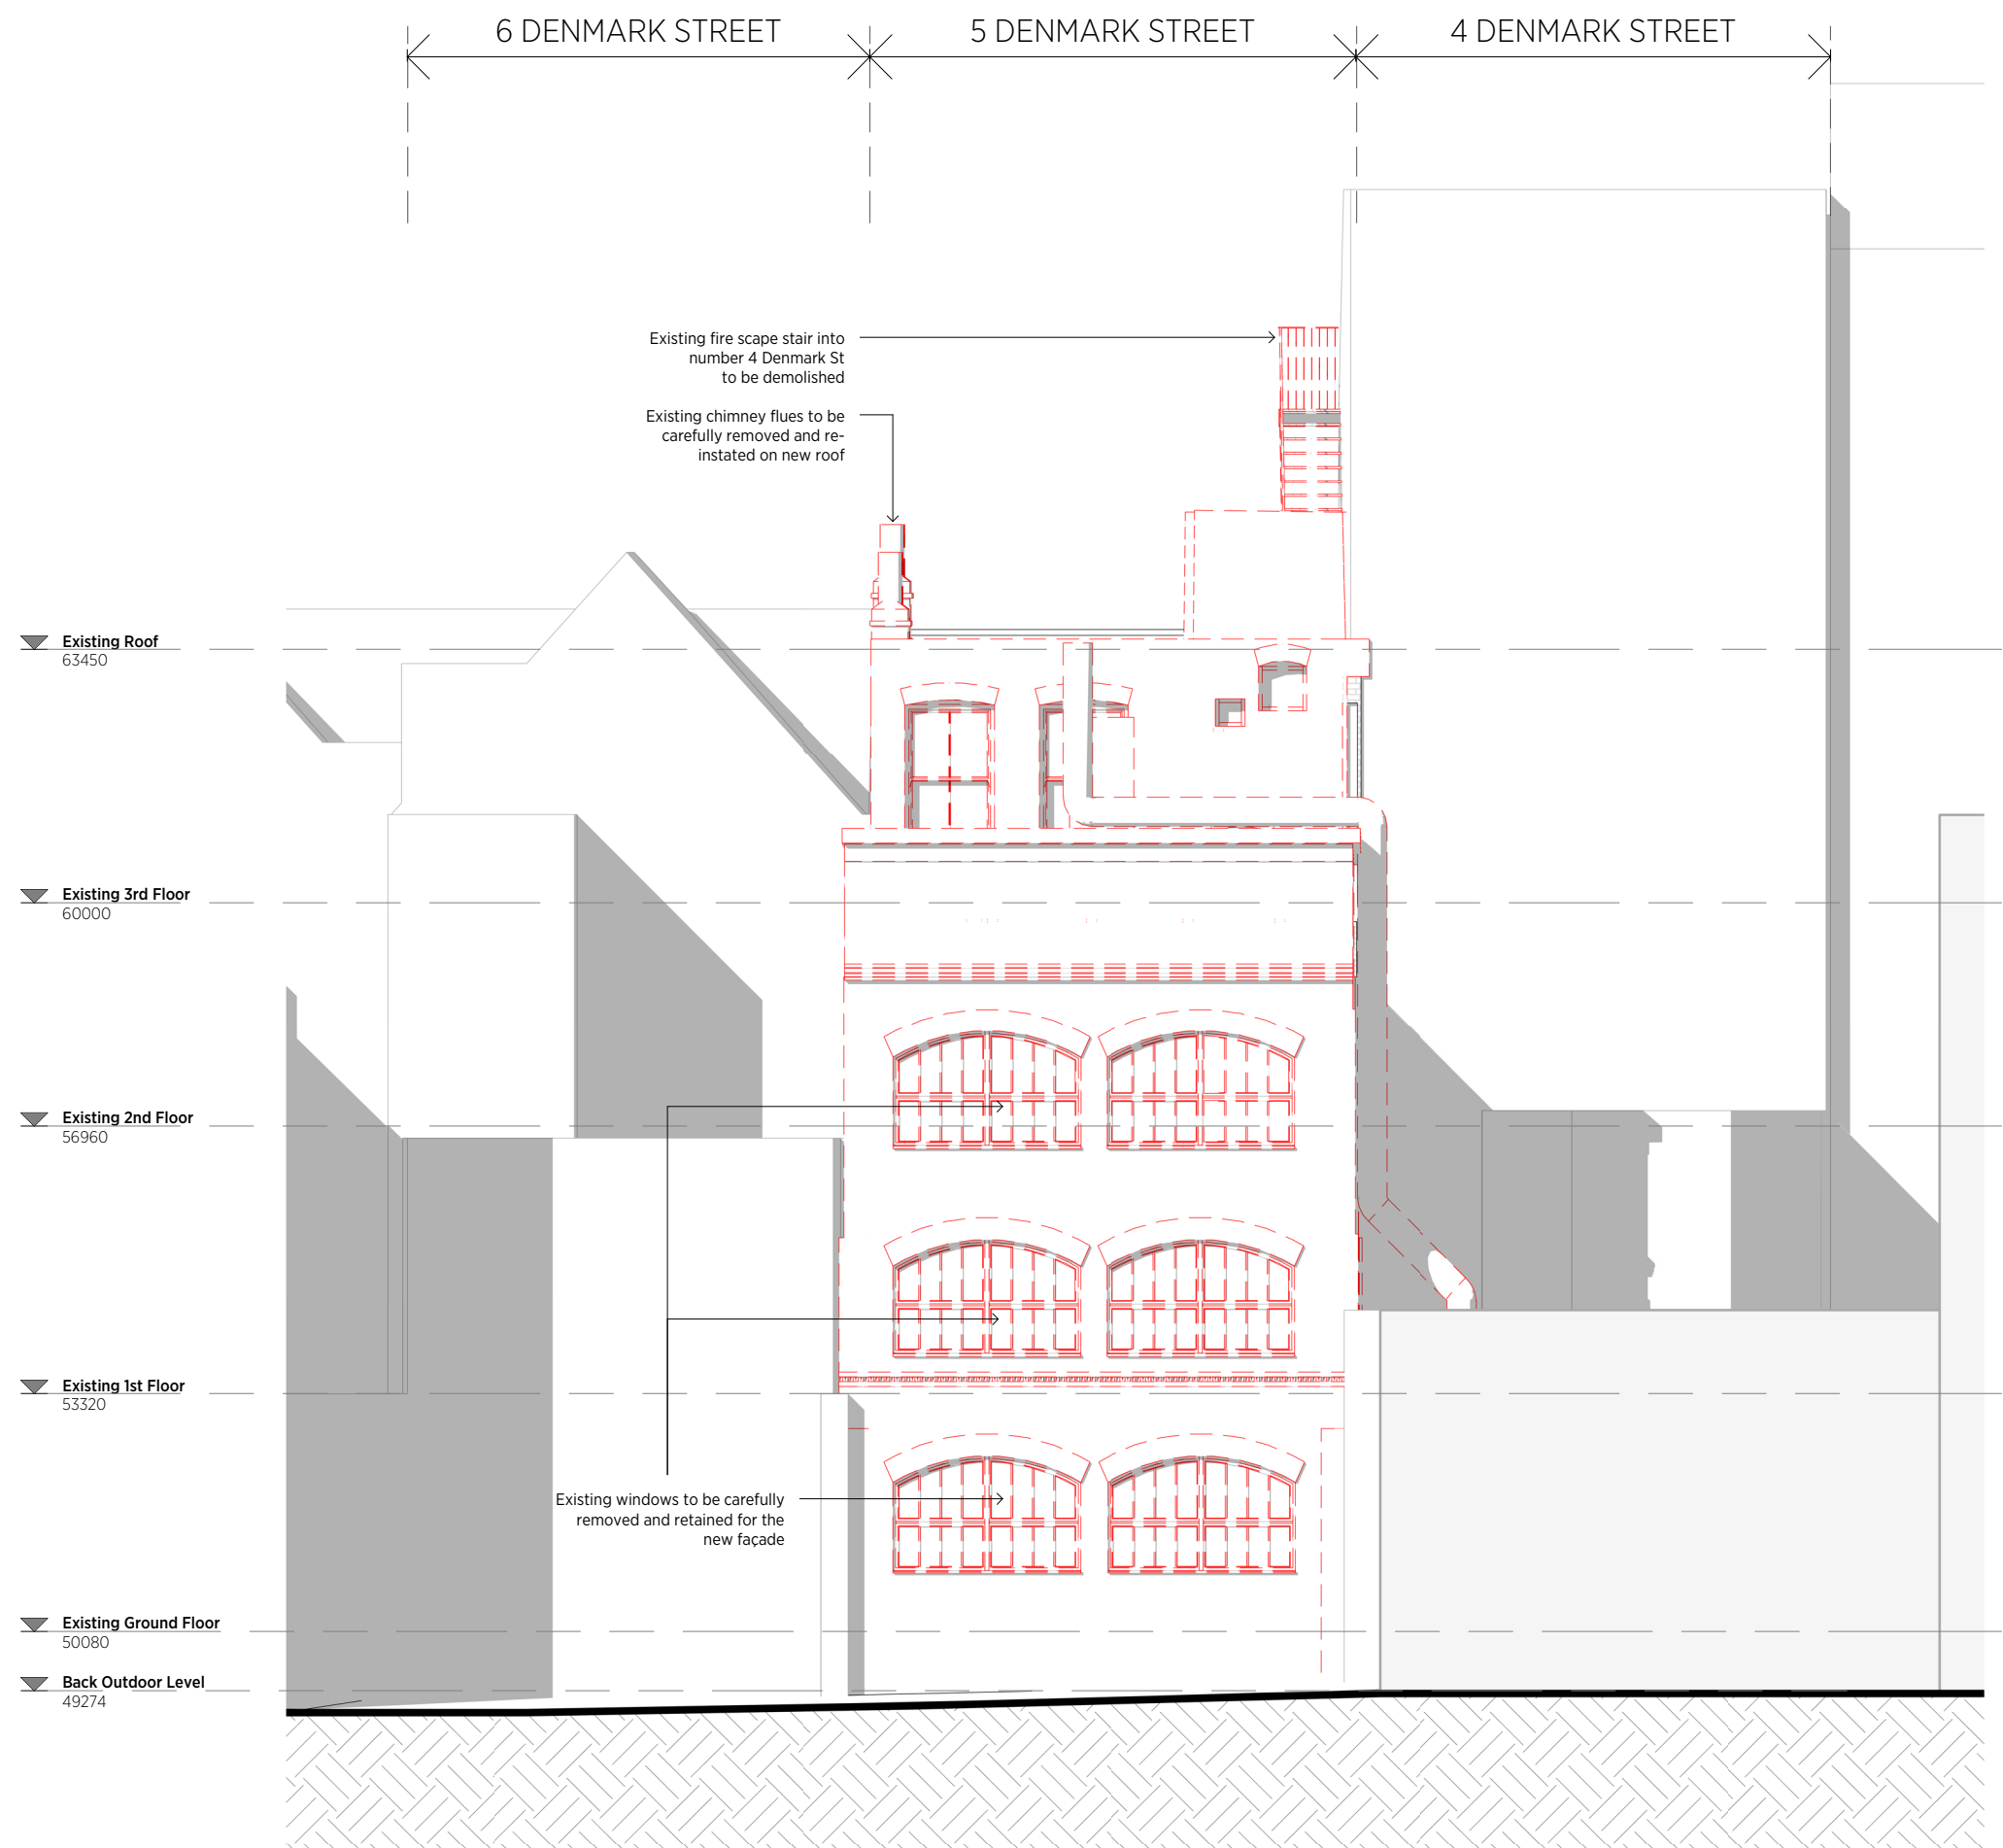 6 DENMARK STREET
5 DENMARK STREET
4 DENMARK STREET
Existing fire scape stair into
number 4 Denmark St
to be demolished
Existing chimney flues to be
carefully removed and re-
instated on new roof
Existing Roof
63450
Existing 3rd Floor
60000
Existing 2nd Floor
56960
Existing 1st Floor
53320
Existing windows to be carefully
removed and retained for the
new façade
Existing Ground Floor
50080
Back Outdoor Level
49274